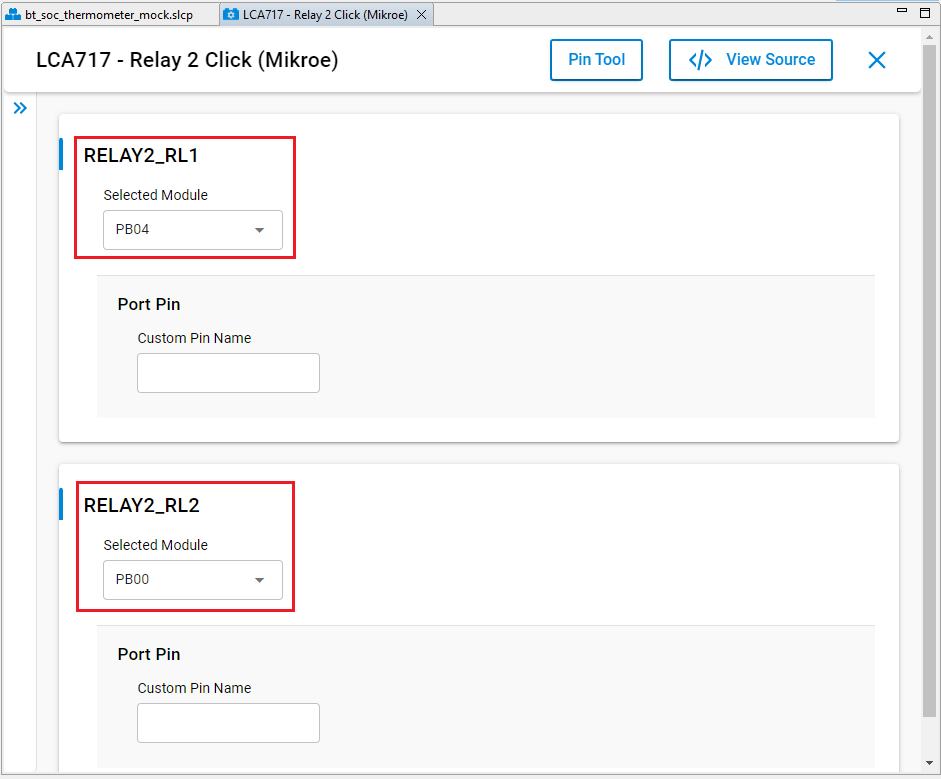 bt_soc_thermometer_mock.slcp
LCA717 - Relay 2 Click (Mikroe)
LCA717 - Relay 2 Click (Mikroe)
Pin Tool
</> View Source
RELAY2_RL1
Selected Module
PB04
Port Pin
Custom Pin Name
RELAY2_RL2
Selected Module
PB00
Port Pin
Custom Pin Name